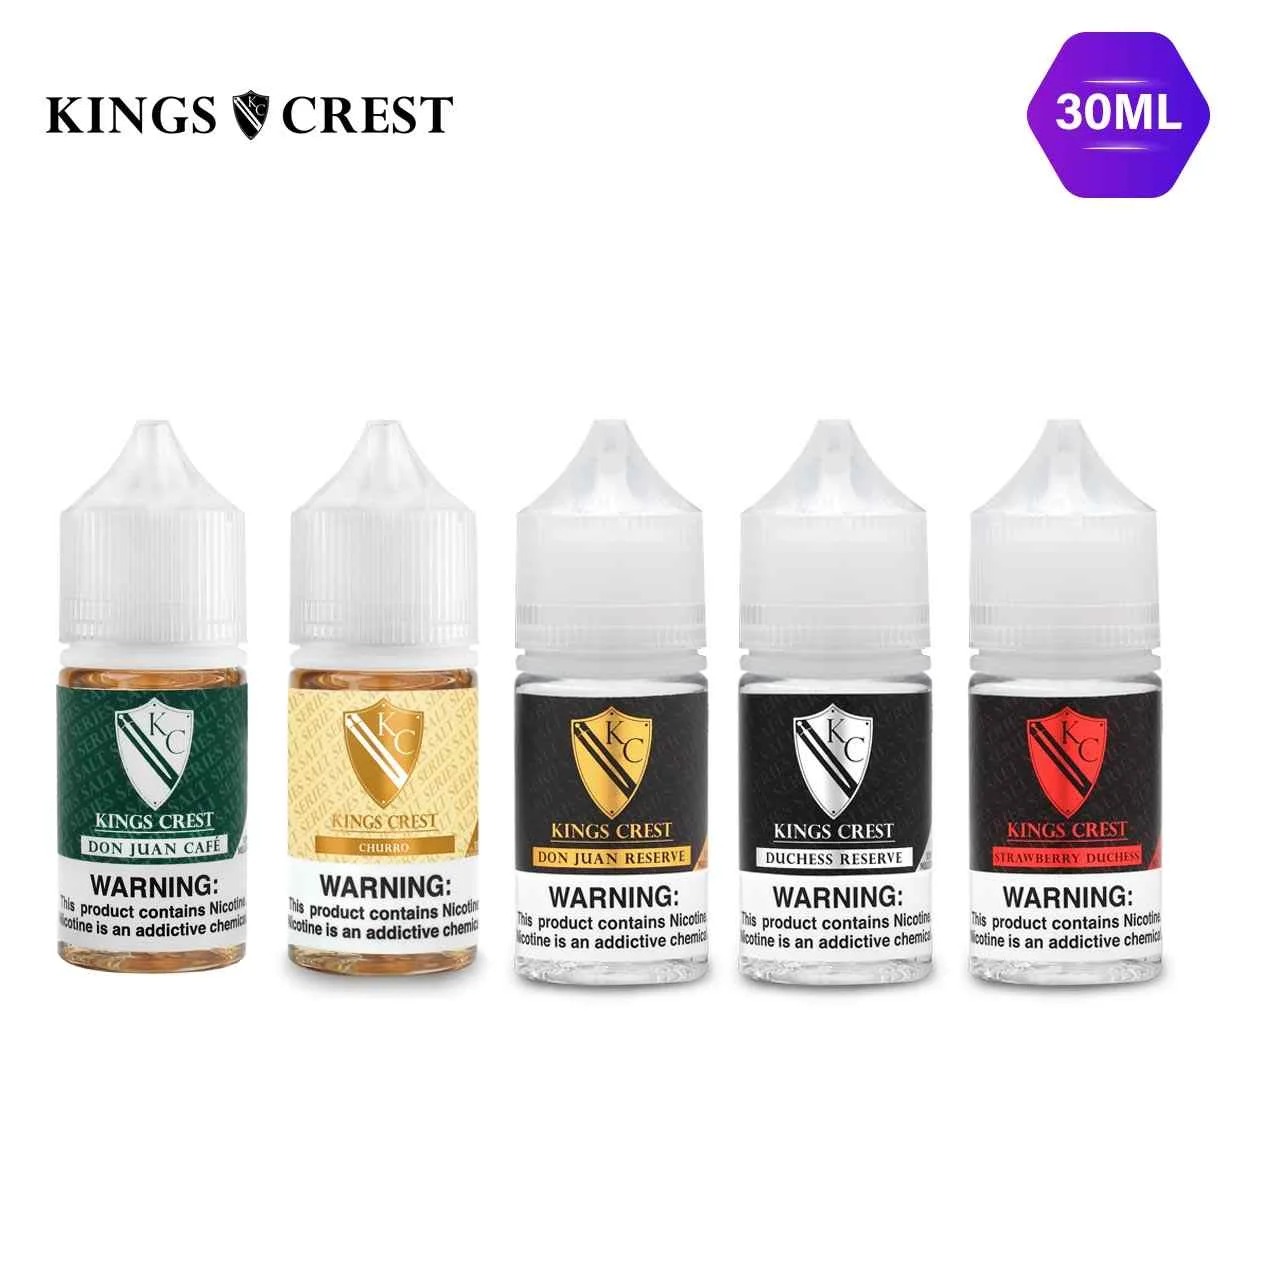 KINGS KC CREST
30ML
KC
KINGS CREST
DON JUAN CAFÉ
WARNING:
This product contains Nicotine
Nicotine is an addictive chemical
KC
KINGS CREST
CHURRO
WARNING:
This product contains Nicotine
Nicotine is an addictive chemic
KC
KINGS CREST
DON JUAN RESERVE
WARNING:
This product contains Nicotine.
Nicotine is an addictive chemical.
KC
KINGS CREST
DUCHESS RESERVE
WARNING:
This product contains Nicotine.
Nicotine is an addictive chemical
KC
KINGS CREST
STRAWBERRY DUCHESS
WARNING:
This product contains Nicotine.
Nicotine is an addictive chemical